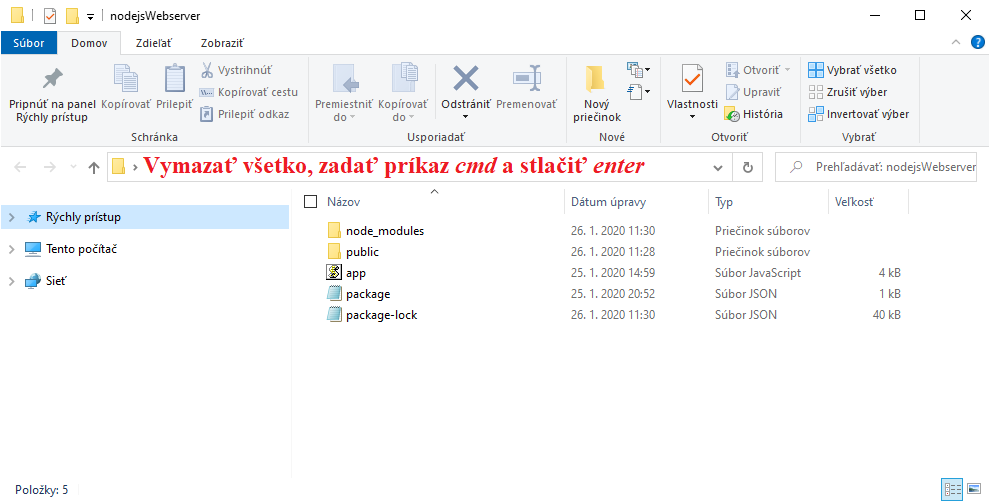 nodejsWebserver
Súbor Domov Zdieľať Zobraziť
Pripnúť na panel Rýchly prístup
Kopírovať
Prilepiť
Vystrihnúť
Kopírovať cestu
Prilepiť odkaz
Schránka
Premiestniť do
Kopírovať do
Odstrániť
Premenovať
Usporiadať
Nový priečinok
Nové
Vlastnosti
Otvoriť
Upraviť
História
Otvoriť
Vybrať všetko
Zrušiť výber
Invertovať výber
Vybrať
Vymazať všetko, zadať príkaz cmd a stlačiť enter
Prehľadávať: nodejsWebserver
Rýchly prístup
Tento počítač
Sieť
Názov Dátum úpravy Typ Veľkosť
node_modules 26. 1. 2020 11:30 Priečinok súborov
public 26. 1. 2020 11:28 Priečinok súborov
app 25. 1. 2020 14:59 Súbor JavaScript 4 kB
package 25. 1. 2020 20:52 Súbor JSON 1 kB
package-lock 26. 1. 2020 11:30 Súbor JSON 40 kB
Položky: 5